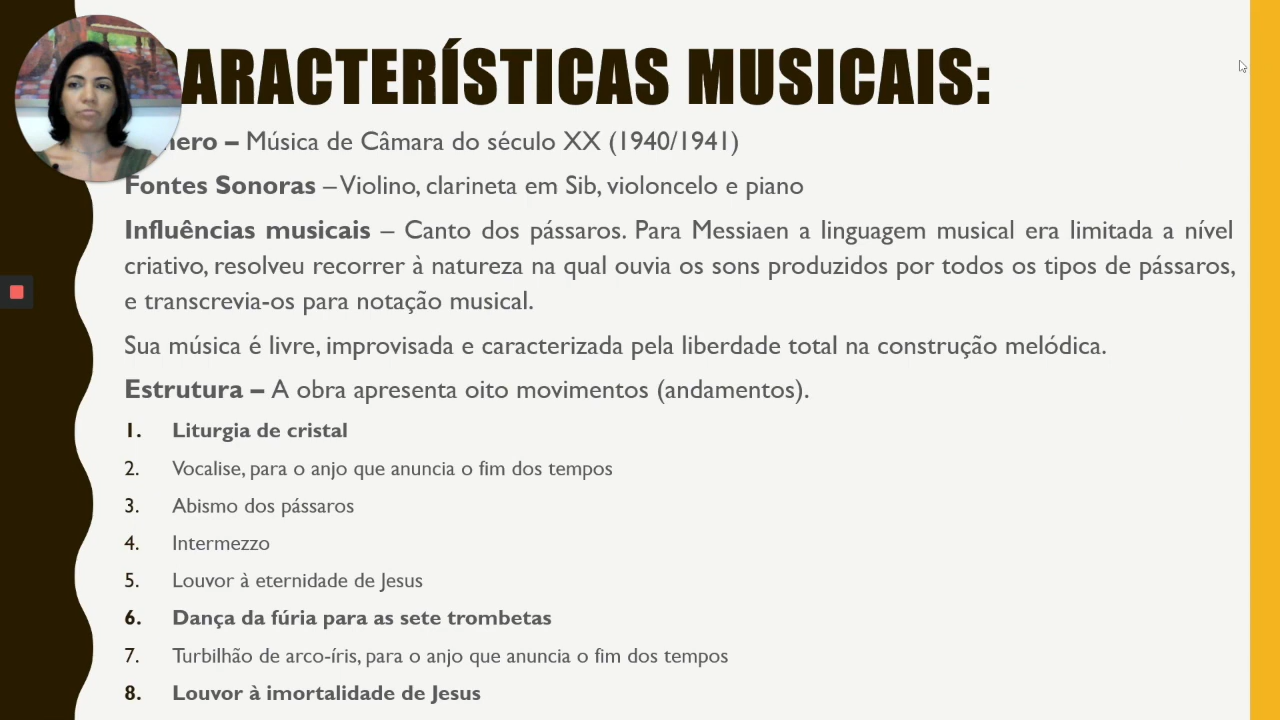 ARACTERÍSTICAS MUSICAIS:
nero – Música de Câmara do século XX (1940/1941)
Fontes Sonoras – Violino, clarineta em Sib, violoncelo e piano
Influências musicais – Canto dos pássaros. Para Messiaen a linguagem musical era limitada a nível
criativo, resolveu recorrer à natureza na qual ouvia os sons produzidos por todos os tipos de pássaros,
e transcrevia-os para notação musical.
Sua música é livre, improvisada e caracterizada pela liberdade total na construção melódica.
Estrutura – A obra apresenta oito movimentos (andamentos).
1. Liturgia de cristal
2. Vocalise, para o anjo que anuncia o fim dos tempos
3. Abismo dos pássaros
4. Intermezzo
5. Louvor à eternidade de Jesus
6. Dança da fúria para as sete trombetas
7. Turbilhão de arco-íris, para o anjo que anuncia o fim dos tempos
8. Louvor à imortalidade de Jesus